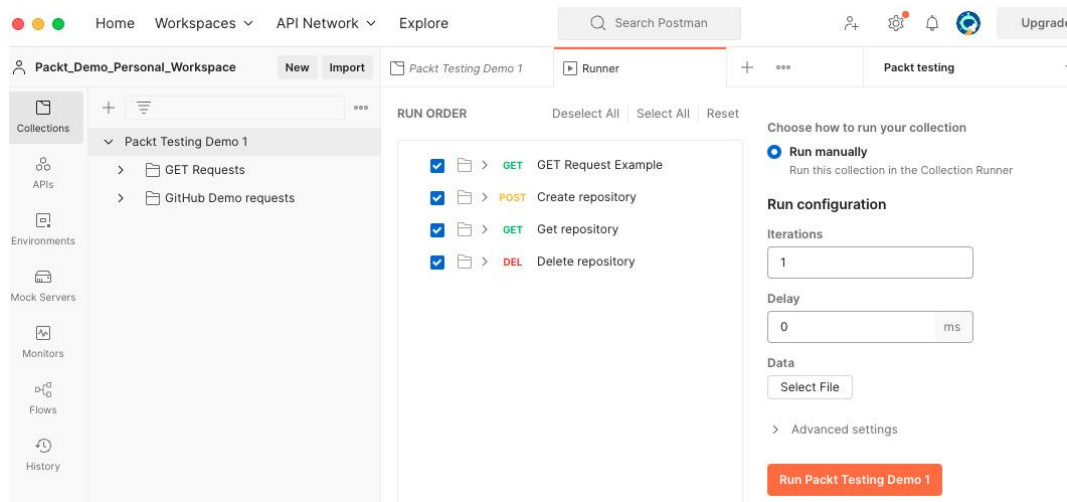 Home Workspaces API Network Explore Search Postman Upgrade
Packt_Demo_Personal_Workspace New Import Packt Testing Demo 1 Runner Packt testing
Collections
APIs
Environments
Mock Servers
Monitors
Flows
History
Packt Testing Demo 1
GET Requests
GitHub Demo requests
RUN ORDER Deselect All Select All Reset
GET GET Request Example
POST Create repository
GET Get repository
DEL Delete repository
Choose how to run your collection
Run manually
Run this collection in the Collection Runner
Run configuration
Iterations
1
Delay
0 ms
Data
Select File
Advanced settings
Run Packt Testing Demo 1